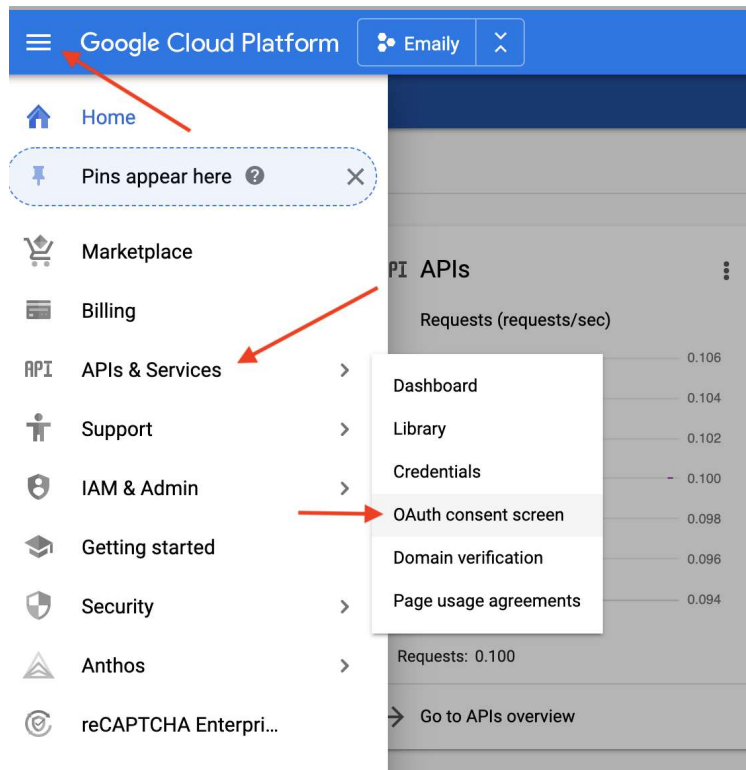 Google Cloud Platform
Emaily
Home
Pins appear here
Marketplace
Billing
API
APIs & Services
Support
IAM & Admin
Getting started
Security
Anthos
reCAPTCHA Enterpri...
Dashboard
Library
Credentials
OAuth consent screen
Domain verification
Page usage agreements
PI APIs
Requests (requests/sec)
0.106
0.104
0.102
0.100
0.098
0.096
0.094
Requests: 0.100
Go to APIs overview